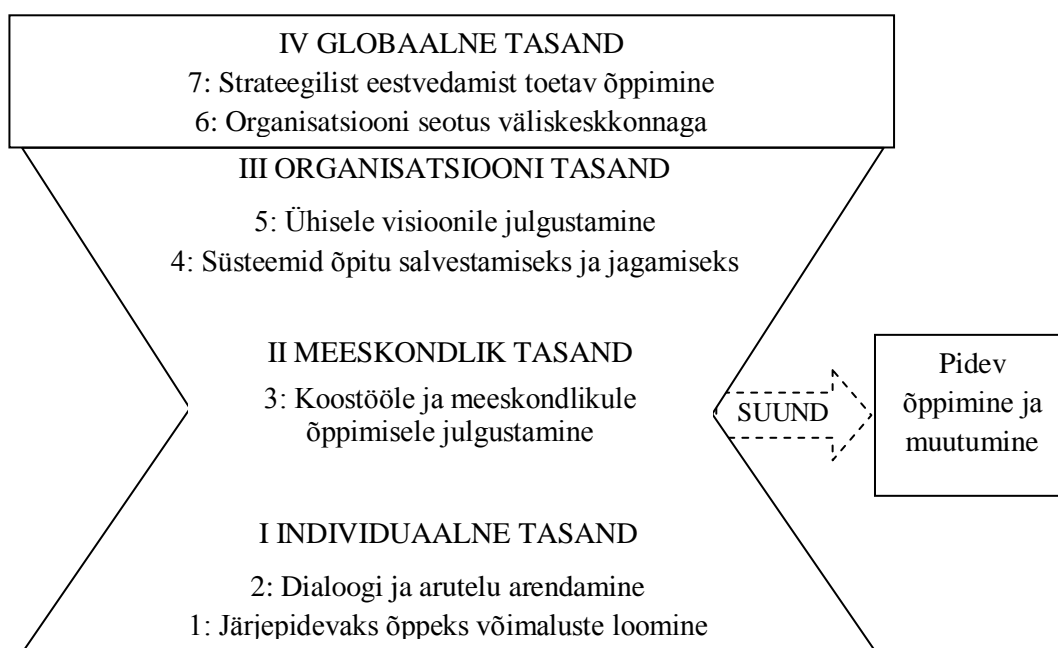 IV GLOBAALNE TASAND
7: Strateegilist eestvedamist toetav õppimine
6: Organisatsiooni seotus väliskeskkonnaga
III ORGANISATSIOONI TASAND
5: Ühisele visioonile julgustamine
4: Süsteemid õpitu salvestamiseks ja jagamiseks
II MEESKONDLIK TASAND
3: Koostööle ja meeskondlikule
õppimisele julgustamine
SUUND
Pidev
õppimine ja
muutumine
I INDIVIDUAALNE TASAND
2: Dialoogi ja arutelu arendamine
1: Järjepidevaks õppeks võimaluste loomine